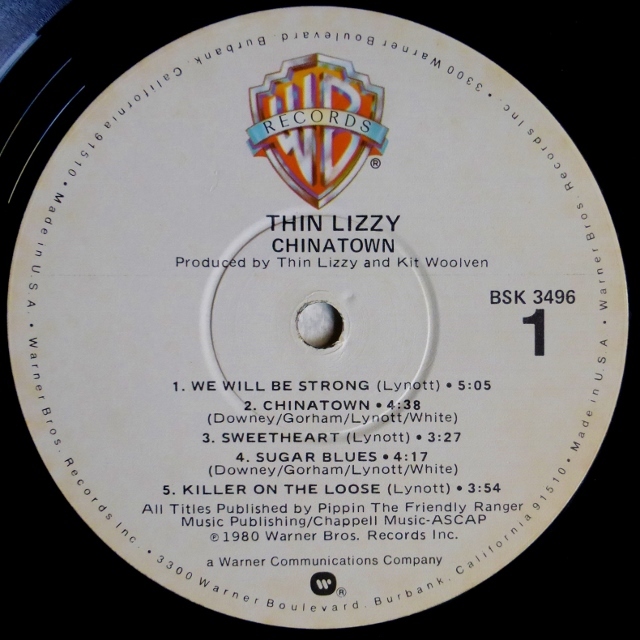 WB
RECORDS
®
THIN LIZZY
CHINATOWN
Produced by Thin Lizzy and Kit Woolven
BSK 3496
1
1. WE WILL BE STRONG (Lynott) • 5:05
2. CHINATOWN • 4:38
(Downey/Gorham/Lynott/White)
3. SWEETHEART (Lynott) • 3:27
4. SUGAR BLUES • 4:17
(Downey/Gorham/Lynott/White)
5. KILLER ON THE LOOSE (Lynott) • 3:54
All Titles Published by Pippin The Friendly Ranger
Music Publishing/Chappell Music-ASCAP
℗ 1980 Warner Bros. Records Inc.
a Warner Communications Company
®
Warner Bros. Records Inc. • 3300 Warner Boulevard, Burbank, California 91510 • Made in U.S.A. •
Warner Bros. Records Inc. • 3300 Warner Boulevard, Burbank, California 91510 • Made in U.S.A. •